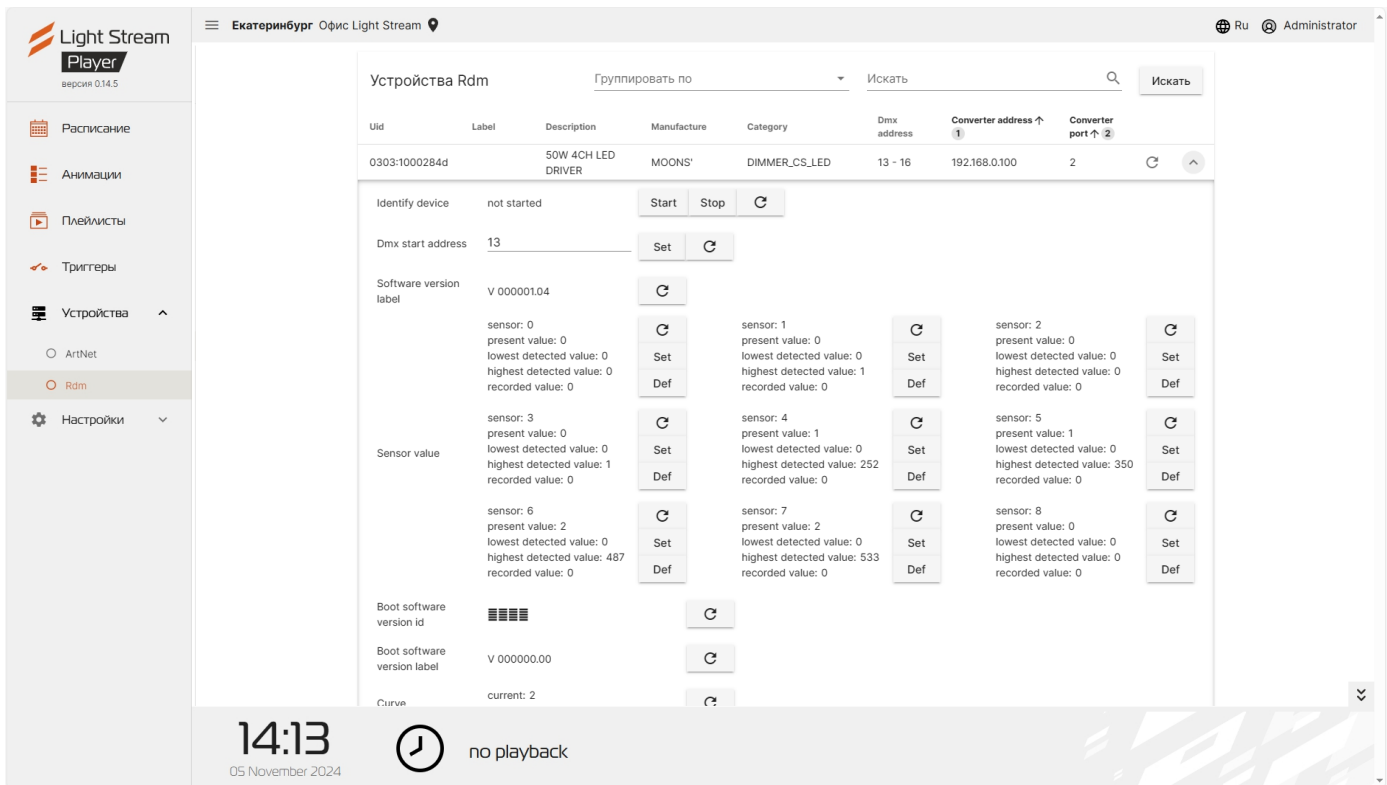 Light Stream
Player
версия 0.14.5
Екатеринбург Офис Light Stream
Ru
Administrator
Расписание
Анимации
Плейлисты
Триггеры
Устройства
ArtNet
Rdm
Настройки
Устройства Rdm
Группировать по
Искать
Искать
Uid
Label
Description
Manufacture
Category
Dmx
address
Converter address ↑
1
Converter
port ↑ 2
0303:1000284d
50W 4CH LED
DRIVER
MOONS'
DIMMER_CS_LED
13 - 16
192.168.0.100
2
Identify device
not started
Start
Stop
Dmx start address
13
Set
Software version
label
V 000001.04
Sensor value
sensor: 0
present value: 0
lowest detected value: 0
highest detected value: 0
recorded value: 0
Set
Def
sensor: 1
present value: 0
lowest detected value: 0
highest detected value: 1
recorded value: 0
Set
Def
sensor: 2
present value: 0
lowest detected value: 0
highest detected value: 0
recorded value: 0
Set
Def
sensor: 3
present value: 0
lowest detected value: 0
highest detected value: 1
recorded value: 0
Set
Def
sensor: 4
present value: 1
lowest detected value: 0
highest detected value: 252
recorded value: 0
Set
Def
sensor: 5
present value: 1
lowest detected value: 0
highest detected value: 350
recorded value: 0
Set
Def
sensor: 6
present value: 2
lowest detected value: 0
highest detected value: 487
recorded value: 0
Set
Def
sensor: 7
present value: 2
lowest detected value: 0
highest detected value: 533
recorded value: 0
Set
Def
sensor: 8
present value: 0
lowest detected value: 0
highest detected value: 0
recorded value: 0
Set
Def
Boot software
version id
Boot software
version label
V 000000.00
Curve
current: 2
14:13
05 November 2024
no playback